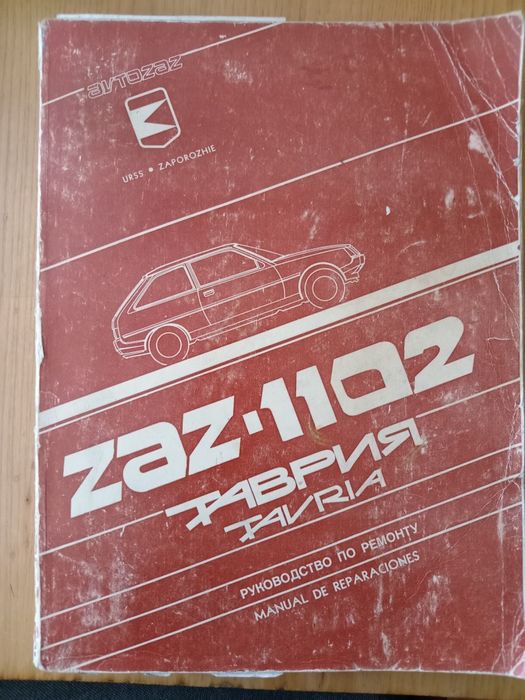 avtozaz
URSS • ZAPOROZHIE
zaz-1102
ТАВРИЯ
TAVRIA
РУКОВОДСТВО ПО РЕМОНТУ
MANUAL DE REPARACIONES